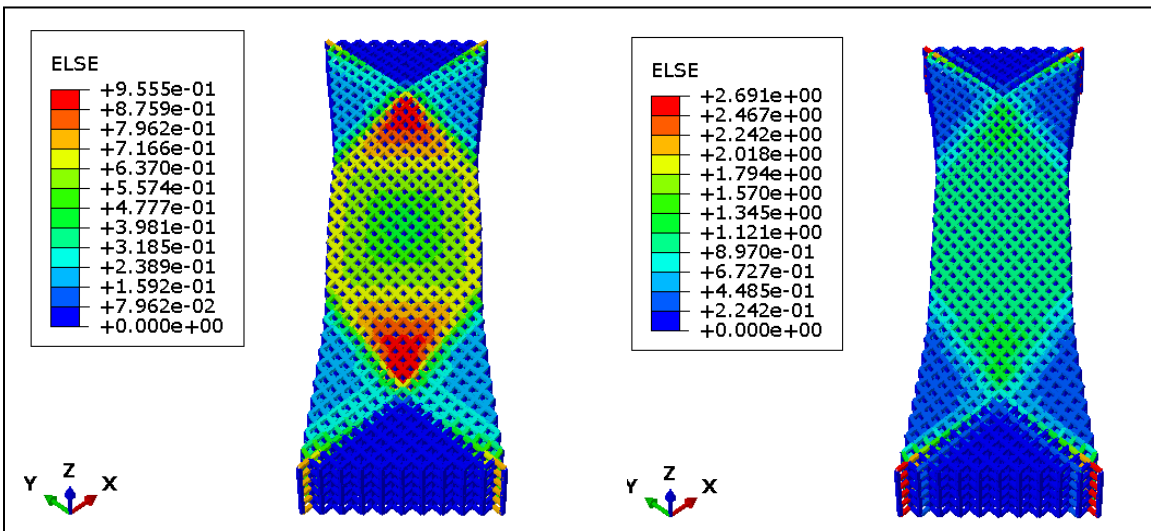 ELSE
+9.555e-01
+8.759e-01
+7.962e-01
+7.166e-01
+6.370e-01
+5.574e-01
+4.777e-01
+3.981e-01
+3.185e-01
+2.389e-01
+1.592e-01
+7.962e-02
+0.000e+00
Z
Y X
ELSE
+2.691e+00
+2.467e+00
+2.242e+00
+2.018e+00
+1.794e+00
+1.570e+00
+1.345e+00
+1.121e+00
+8.970e-01
+6.727e-01
+4.485e-01
+2.242e-01
+0.000e+00
Z
Y X